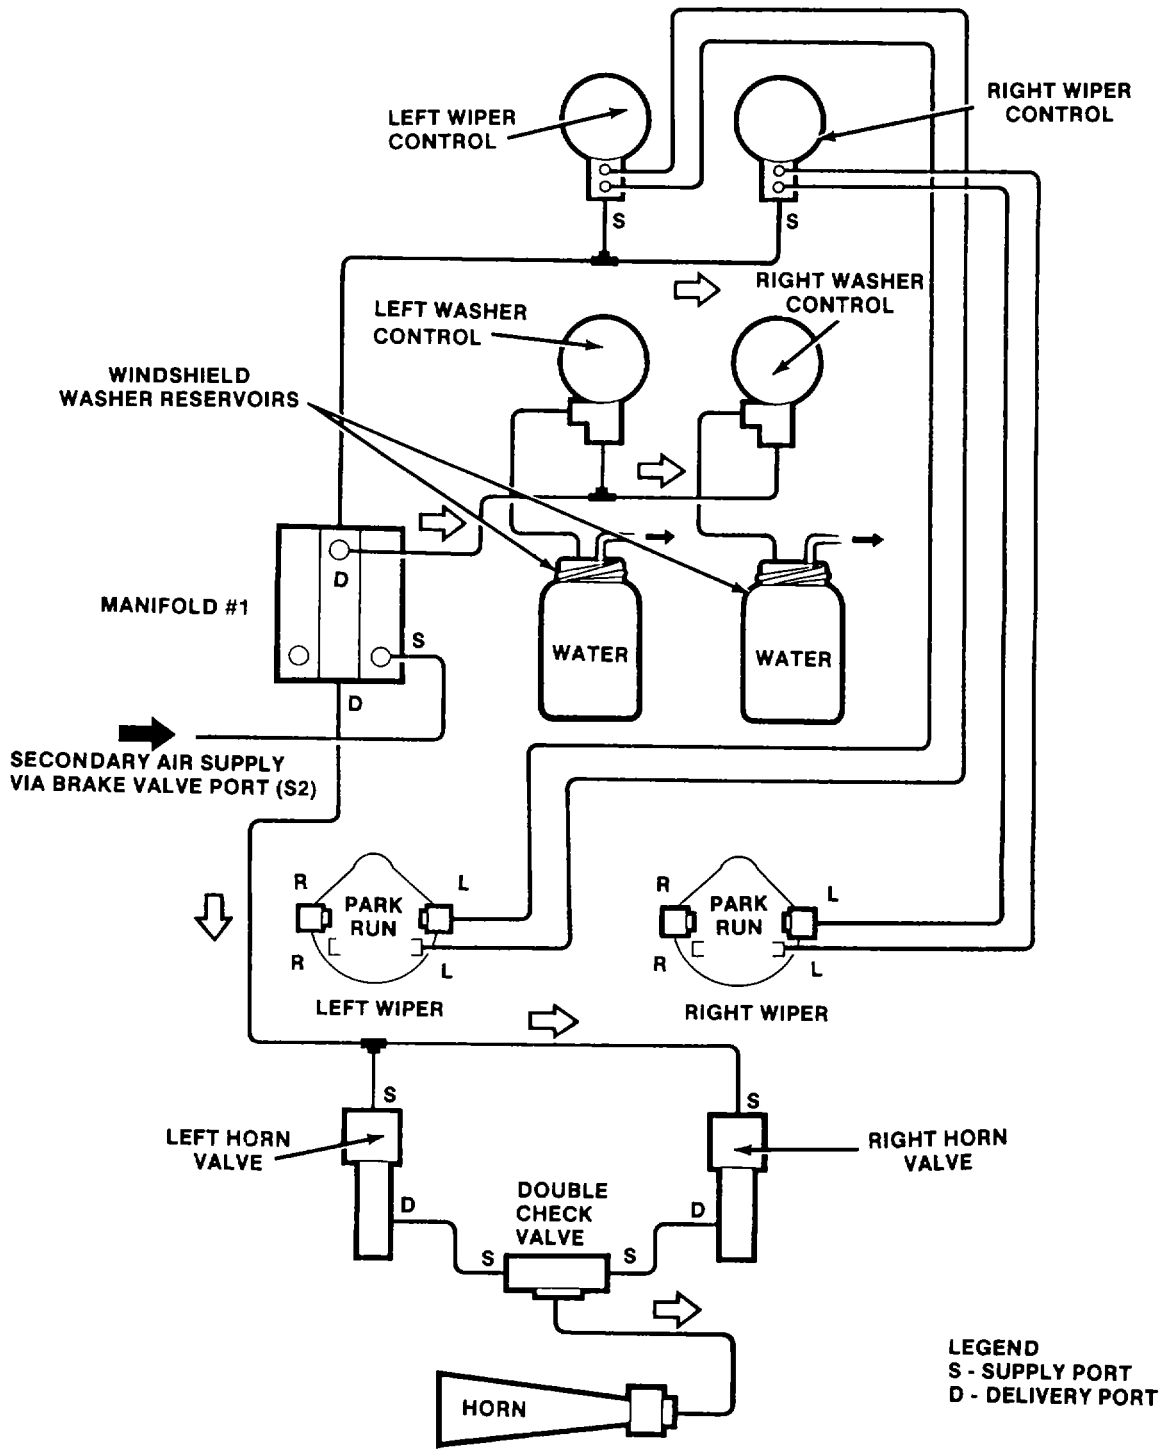 LEFT WIPER
CONTROL
RIGHT WIPER
CONTROL
S
S
RIGHT WASHER
CONTROL
LEFT WASHER
CONTROL
WINDSHIELD
WASHER RESERVOIRS
D
MANIFOLD #1
S
WATER
WATER
D
SECONDARY AIR SUPPLY
VIA BRAKE VALVE PORT (S2)
R
L
PARK
RUN
R
L
LEFT WIPER
R
L
PARK
RUN
R
L
RIGHT WIPER
S
S
LEFT HORN
VALVE
RIGHT HORN
VALVE
D
DOUBLE
CHECK
VALVE
D
S
S
HORN
LEGEND
S - SUPPLY PORT
D - DELIVERY PORT